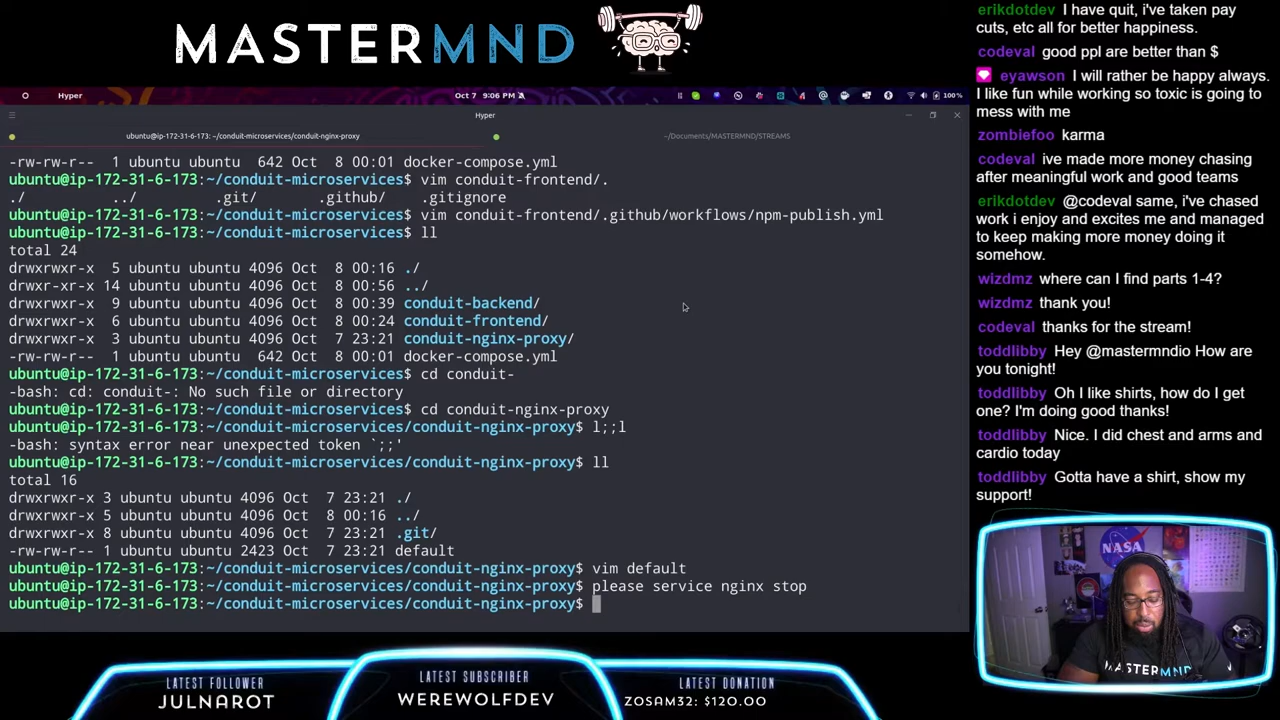 MASTERMND
Hyper
Oct 7 9:06 PM
100%
Hyper
ubuntu@ip-172-31-6-173: ~/conduit-microservices/conduit-nginx-proxy
~/Documents/MASTERMND/STREAMS
-rw-rw-r-- 1 ubuntu ubuntu 642 Oct 8 00:01 docker-compose.yml
ubuntu@ip-172-31-6-173:~/conduit-microservices$ vim conduit-frontend/.
./ ../ .git/ .github/ .gitignore
ubuntu@ip-172-31-6-173:~/conduit-microservices$ vim conduit-frontend/.github/workflows/npm-publish.yml
ubuntu@ip-172-31-6-173:~/conduit-microservices$ ll
total 24
drwxrwxr-x 5 ubuntu ubuntu 4096 Oct 8 00:16 ./
drwxr-xr-x 14 ubuntu ubuntu 4096 Oct 8 00:56 ../
drwxrwxr-x 9 ubuntu ubuntu 4096 Oct 8 00:39 conduit-backend/
drwxrwxr-x 6 ubuntu ubuntu 4096 Oct 8 00:24 conduit-frontend/
drwxrwxr-x 3 ubuntu ubuntu 4096 Oct 7 23:21 conduit-nginx-proxy/
-rw-rw-r-- 1 ubuntu ubuntu 642 Oct 8 00:01 docker-compose.yml
ubuntu@ip-172-31-6-173:~/conduit-microservices$ cd conduit-
-bash: cd: conduit-: No such file or directory
ubuntu@ip-172-31-6-173:~/conduit-microservices$ cd conduit-nginx-proxy
ubuntu@ip-172-31-6-173:~/conduit-microservices/conduit-nginx-proxy$ l;;l
-bash: syntax error near unexpected token `;;'
ubuntu@ip-172-31-6-173:~/conduit-microservices/conduit-nginx-proxy$ ll
total 16
drwxrwxr-x 3 ubuntu ubuntu 4096 Oct 7 23:21 ./
drwxrwxr-x 5 ubuntu ubuntu 4096 Oct 8 00:16 ../
drwxrwxr-x 8 ubuntu ubuntu 4096 Oct 7 23:21 .git/
-rw-rw-r-- 1 ubuntu ubuntu 2423 Oct 7 23:21 default
ubuntu@ip-172-31-6-173:~/conduit-microservices/conduit-nginx-proxy$ vim default
ubuntu@ip-172-31-6-173:~/conduit-microservices/conduit-nginx-proxy$ please service nginx stop
ubuntu@ip-172-31-6-173:~/conduit-microservices/conduit-nginx-proxy$
erikdotdev I have quit, i've taken pay
cuts, etc all for better happiness.
codeval good ppl are better than $
eyawson I will rather be happy always.
I like fun while working so toxic is going to
mess with me
zombiefoo karma
codeval ive made more money chasing
after meaningful work and good teams
erikdotdev @codeval same, i've chased
work i enjoy and excites me and managed
to keep making more money doing it
somehow.
wizdmz where can I find parts 1-4?
wizdmz thank you!
codeval thanks for the stream!
toddlibby Hey @mastermndio How are
you tonight!
toddlibby Oh I like shirts, how do I get
one? I'm doing good thanks!
toddlibby Nice. I did chest and arms and
cardio today
toddlibby Gotta have a shirt, show my
support!
NASA
MASTERMND
LATEST FOLLOWER
JULNAROT
LATEST SUBSCRIBER
WEREWOLFDEV
LATEST DONATION
ZOSAM32: $120.00